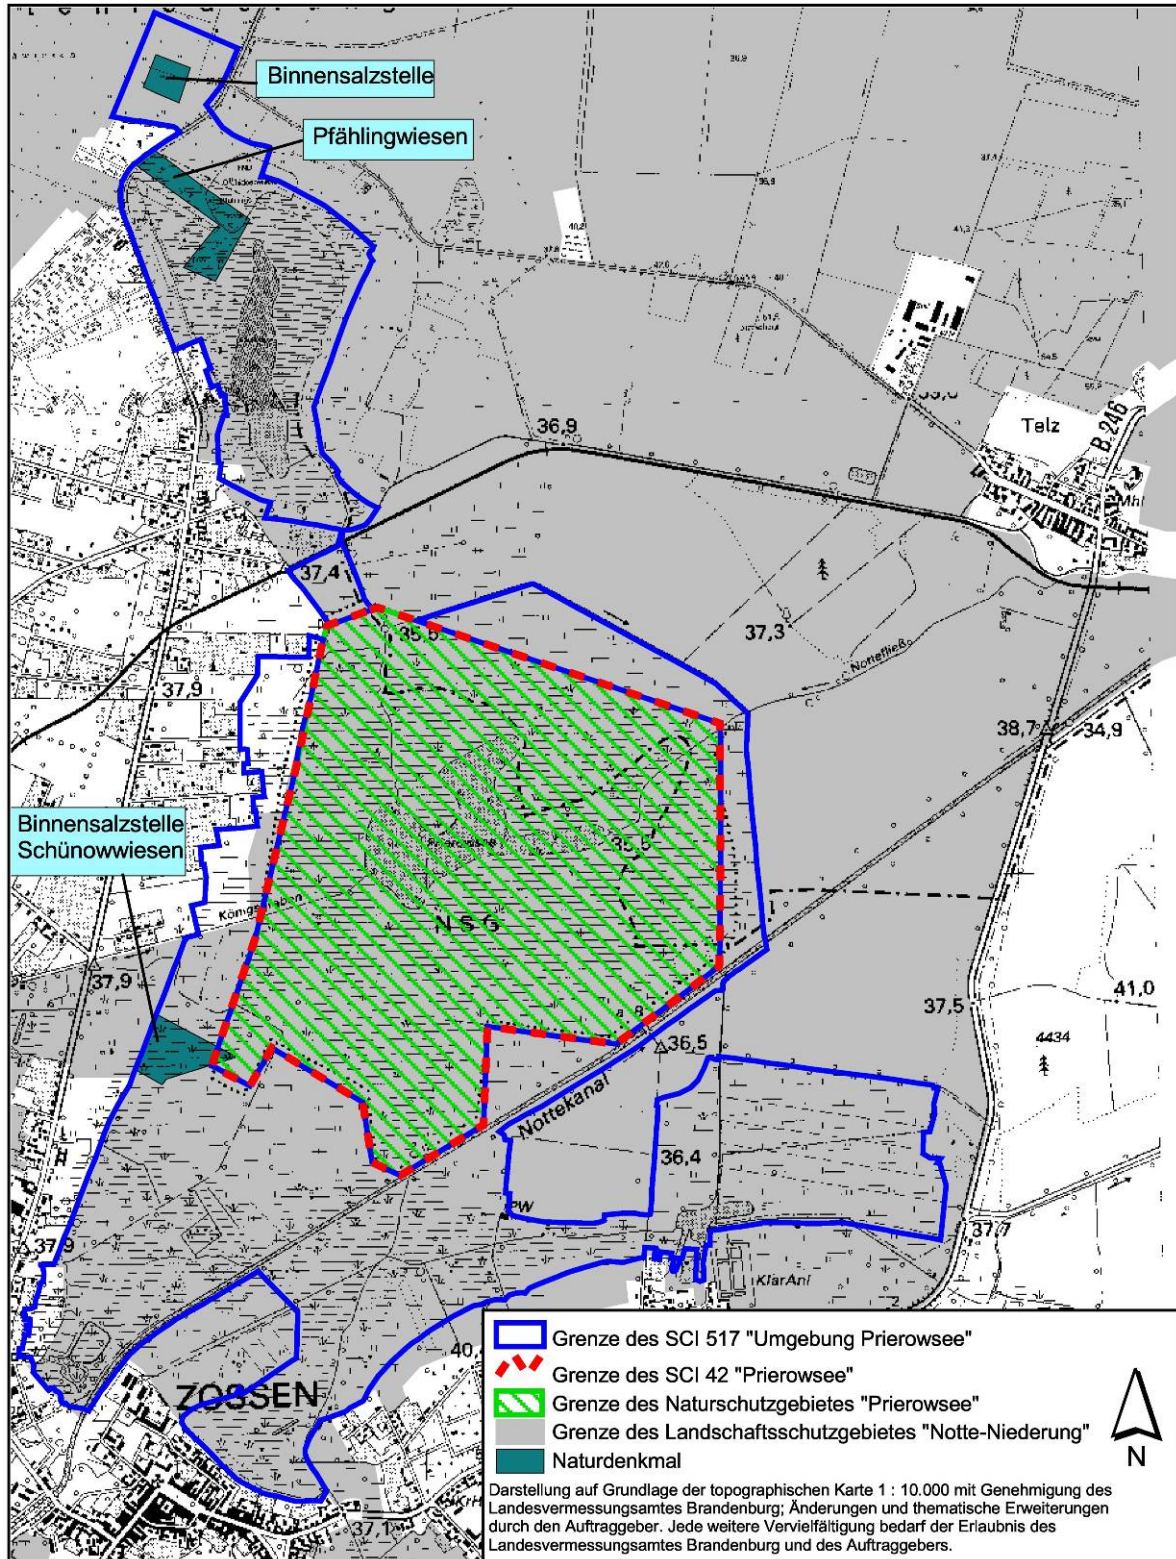 Binnensalzstelle
Pfählingwiesen
36,9
Telz
B 246
Mhl
36,9
37,4
35,5
37,3
Nottefließ
37,9
38,7
34,9
Binnensalzstelle
Schünowwiesen
35,5
N S G
37,9
37,5
41,0
4434
36,5
Nottekanal
36,4
PW
37,7
37,9
KlärAnl
40,
ZOSSEN
37,1
Grenze des SCI 517 "Umgebung Prierowsee"
Grenze des SCI 42 "Prierowsee"
Grenze des Naturschutzgebietes "Prierowsee"
Grenze des Landschaftsschutzgebietes "Notte-Niederung"
Naturdenkmal
N
Darstellung auf Grundlage der topographischen Karte 1 : 10.000 mit Genehmigung des
Landesvermessungsamtes Brandenburg; Änderungen und thematische Erweiterungen
durch den Auftraggeber. Jede weitere Vervielfältigung bedarf der Erlaubnis des
Landesvermessungsamtes Brandenburg und des Auftraggebers.